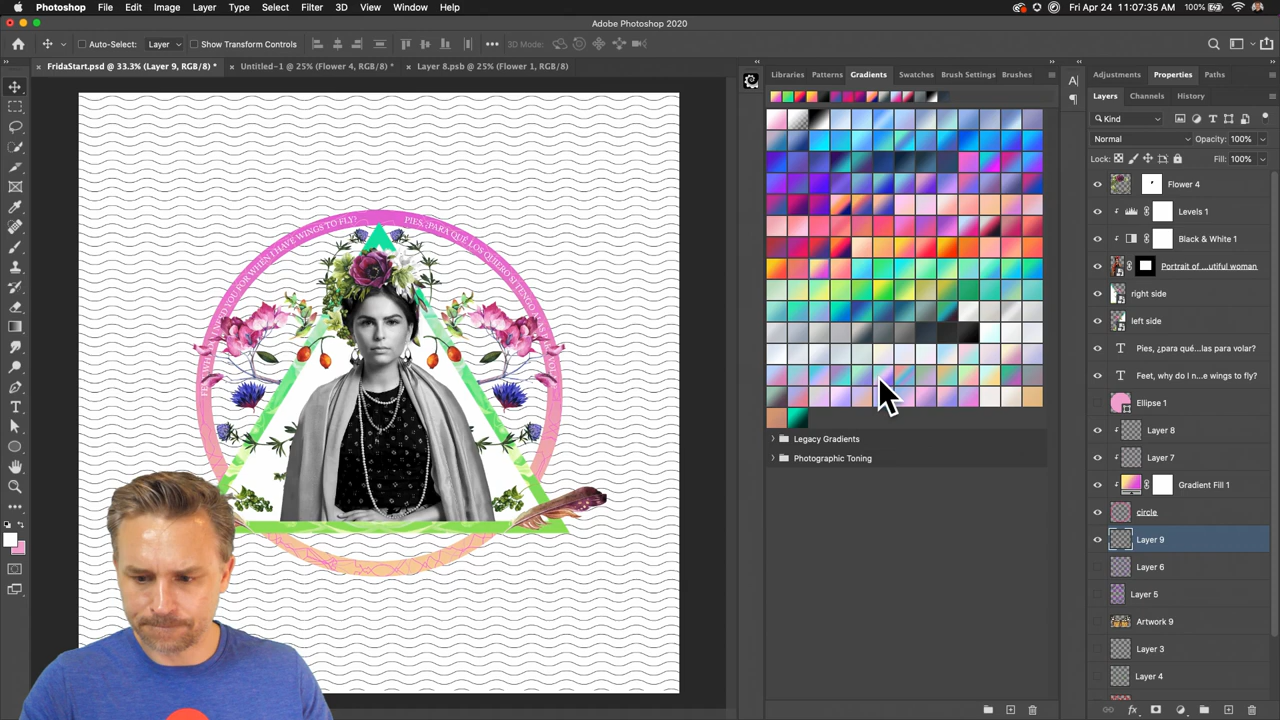 Photoshop File Edit Image Layer Type Select Filter 3D View Window Help 100% Fri Apr 24 11:07:35 AM
Adobe Photoshop 2020
Auto-Select: Layer Show Transform Controls 3D Mode:
FridaStart.psd @ 33.3% (Layer 9, RGB/8) * Untitled-1 @ 25% (Flower 4, RGB/8) * Layer 8.psb @ 25% (Flower 1, RGB/8)
Libraries Patterns Gradients Swatches Brush Settings Brushes
Adjustments Properties Paths
Layers Channels History
Kind
Normal Opacity: 100%
Lock: Fill: 100%
Flower 4
Levels 1
Black & White 1
Portrait of ...utiful woman
right side
left side
Pies, ¿para qué...as para volar?
Feet, why do I n...e wings to fly?
Ellipse 1
Layer 8
Layer 7
Gradient Fill 1
circle
Layer 9
Layer 6
Layer 5
Artwork 9
Layer 3
Layer 4
Legacy Gradients
Photographic Toning
YOU FOR WHEN I HAVE WINGS TO FLY?
PIES, ¿PARA QUÉ LOS QUIERO SI TENGO